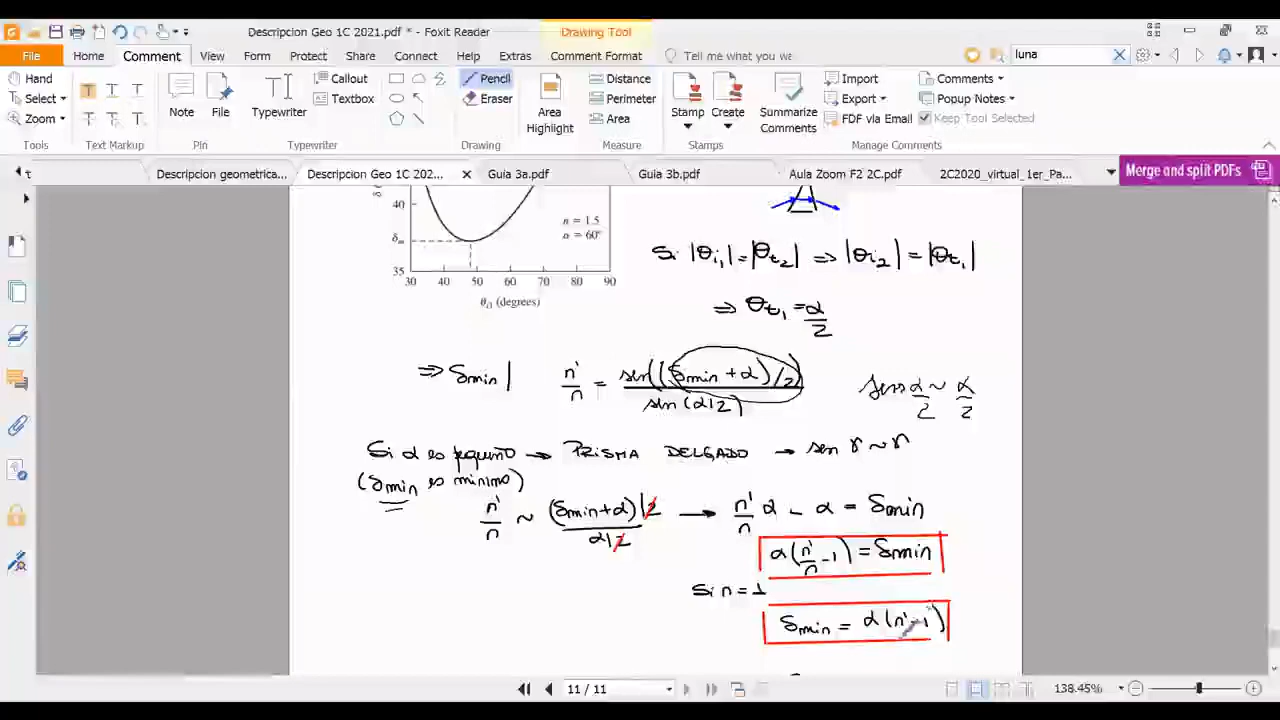 Descripcion Geo 1C 2021.pdf * - Foxit Reader
Drawing Tool
File Home Comment View Form Protect Share Connect Help Extras Comment Format Tell me what you wa luna
Hand
Select
Zoom
Tools
Text Markup
Note
File
Pin
Typewriter
Callout
Textbox
Typewriter
Pencil
Eraser
Drawing
Area
Highlight
Distance
Perimeter
Area
Measure
Stamp
Create
Stamps
Summarize
Comments
Import
Export
FDF via Email
Comments
Popup Notes
Keep Tool Selected
Manage Comments
t Descripcion geometrica... Descripcion Geo 1C 202... Guia 3a.pdf Guia 3b.pdf Aula Zoom F2 2C.pdf 2C2020_virtual_1er_Pa... Merge and split PDFs
40
δm
35
30 40 50 60 70 80 90
θi1 (degrees)
n = 1.5
α = 60°
Si |θi1| = |θt2| ⇒ |θi2| = |θt1|
⇒ θt1 = α/2
⇒ δmin | n'/n = sen((δmin + α)/2) / sen(α/2)
sen α/2 ~ α/2
Si α es pequeño → PRISMA DELGADO → sen r ~ r
(δmin es mínimo)
n'/n ~ (δmin + α)/2 / α/2 → n'/n α - α = δmin
α(n'/n - 1) = δmin
Si n = 1
δmin = α(n' - 1)
11 / 11
138.45%